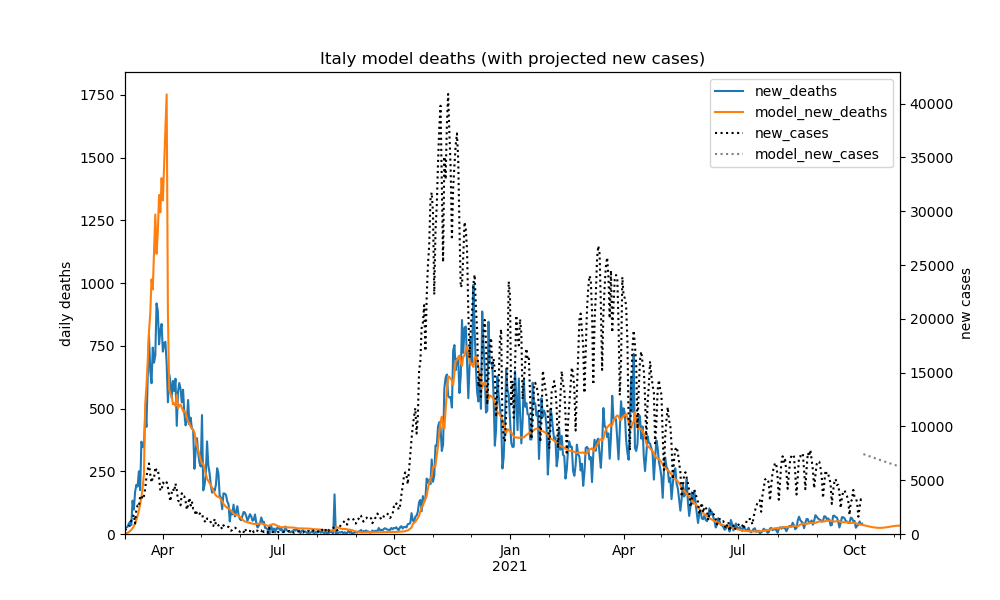 Italy model deaths (with projected new cases)
new_deaths
model_new_deaths
new_cases
model_new_cases
daily deaths
new cases
1750
1500
1250
1000
750
500
250
0
40000
35000
30000
25000
20000
15000
10000
5000
0
Apr Jul Oct Jan Apr Jul Oct
2021